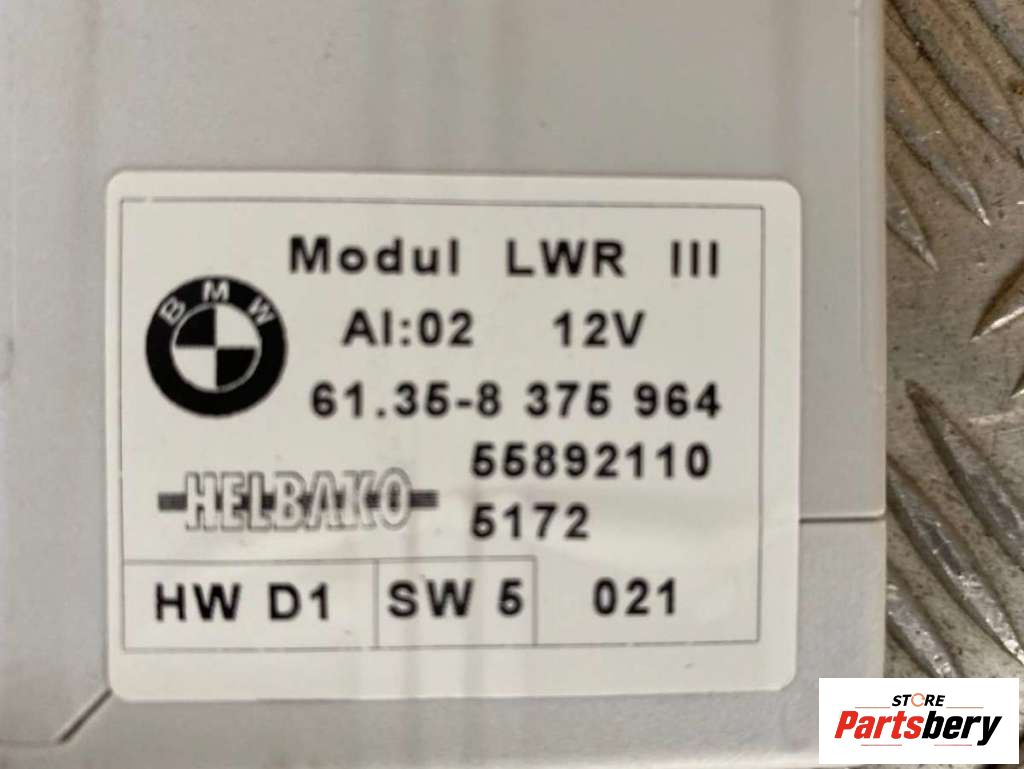 Modul LWR III
BMW
AI:02 12V
61.35-8 375 964
55892110
HELBAKO
5172
HW D1 SW 5 021
STORE
Partsbery